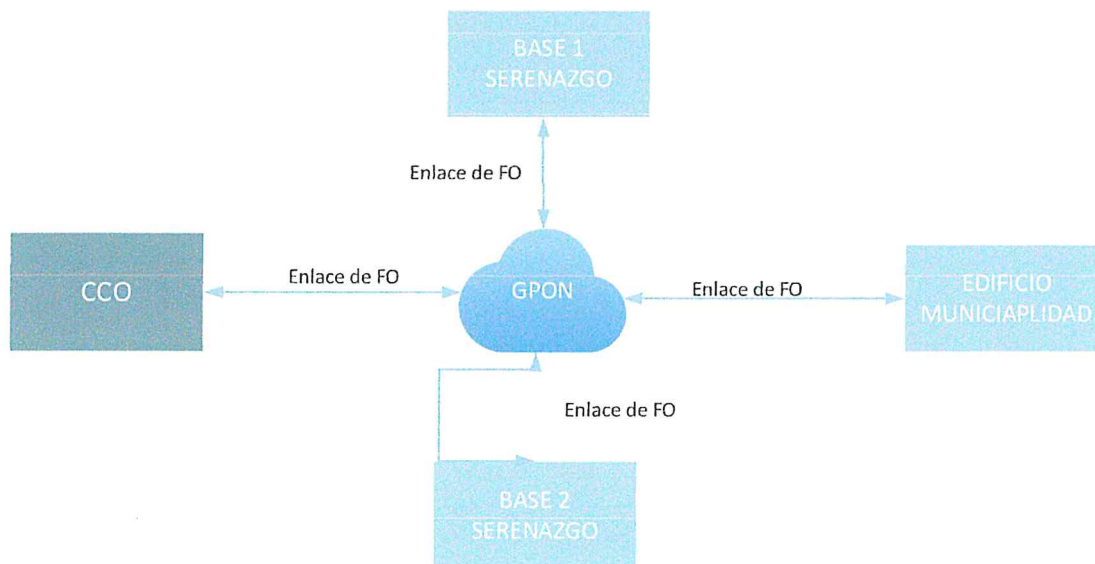 BASE 1
SERENAZGO
Enlace de FO
CCO
Enlace de FO
GPON
Enlace de FO
EDIFICIO
MUNICIAPLIDAD
Enlace de FO
BASE 2
SERENAZGO